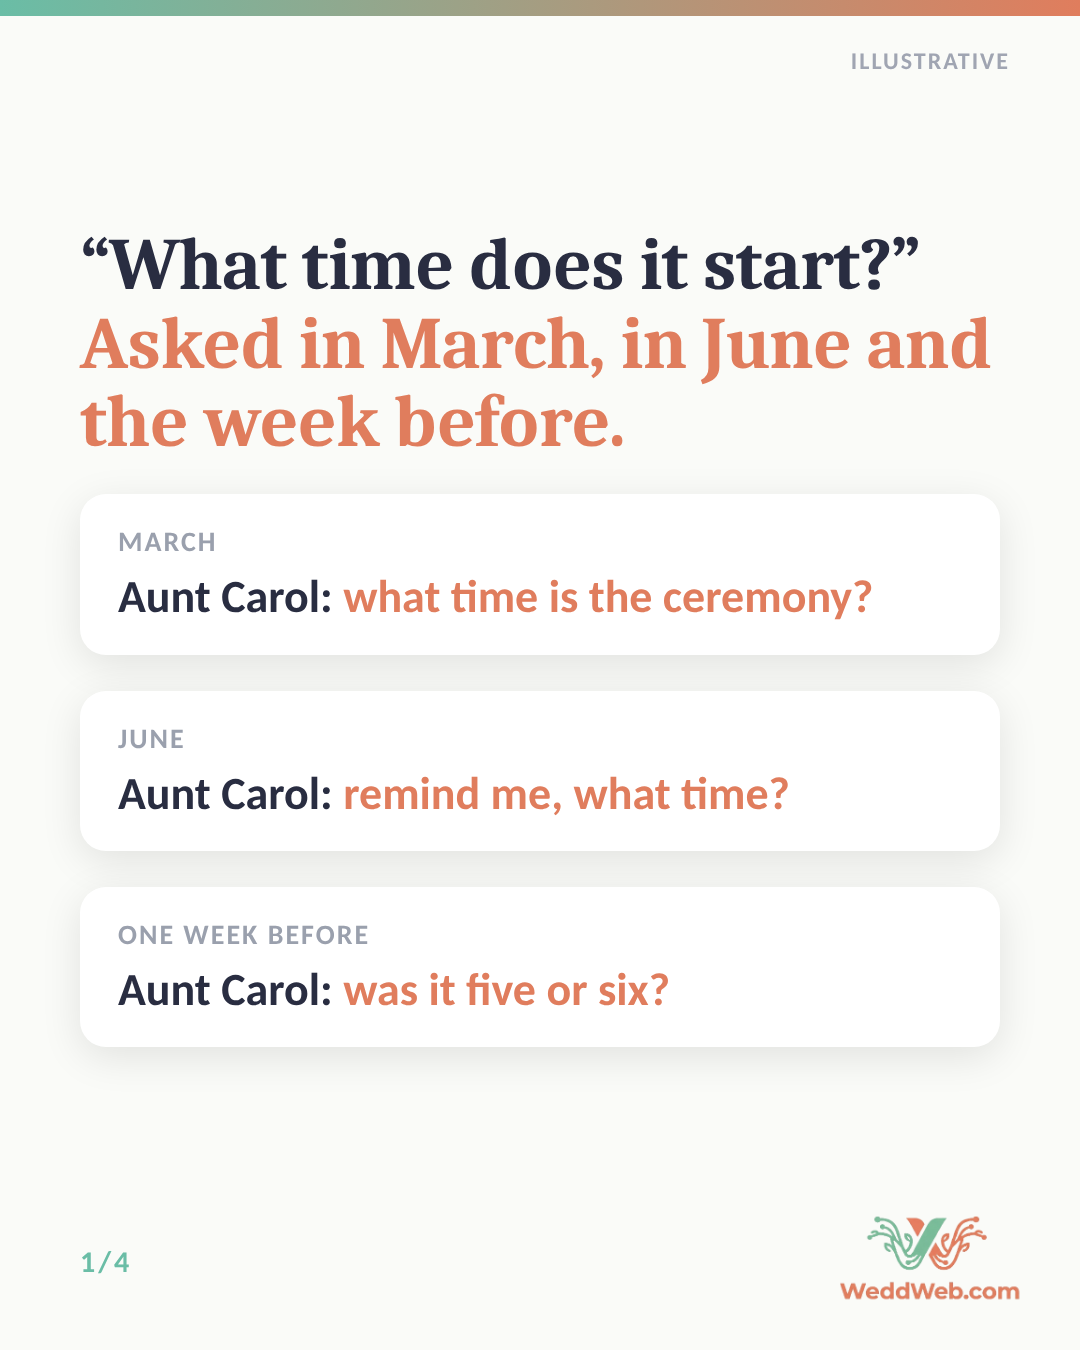 ILLUSTRATIVE
“What time does it start?”
Asked in March, in June and
the week before.
MARCH
Aunt Carol: what time is the ceremony?
JUNE
Aunt Carol: remind me, what time?
ONE WEEK BEFORE
Aunt Carol: was it five or six?
1/4
WeddWeb.com